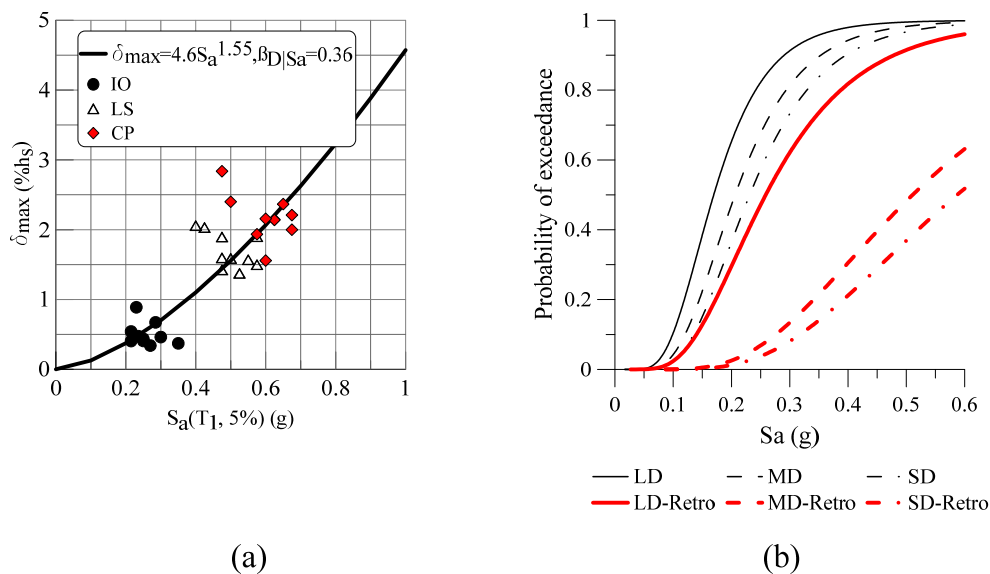 5
4
3
2
1
0
δmax (%hs)
δmax=4.6Sa1.55,βD|Sa=0.36
IO
LS
CP
0 0.2 0.4 0.6 0.8 1
Sa(T1, 5%) (g)
(a)
1
0.8
0.6
0.4
0.2
0
Probability of exceedance
0 0.1 0.2 0.3 0.4 0.5 0.6
Sa (g)
LD MD SD
LD-Retro MD-Retro SD-Retro
(b)